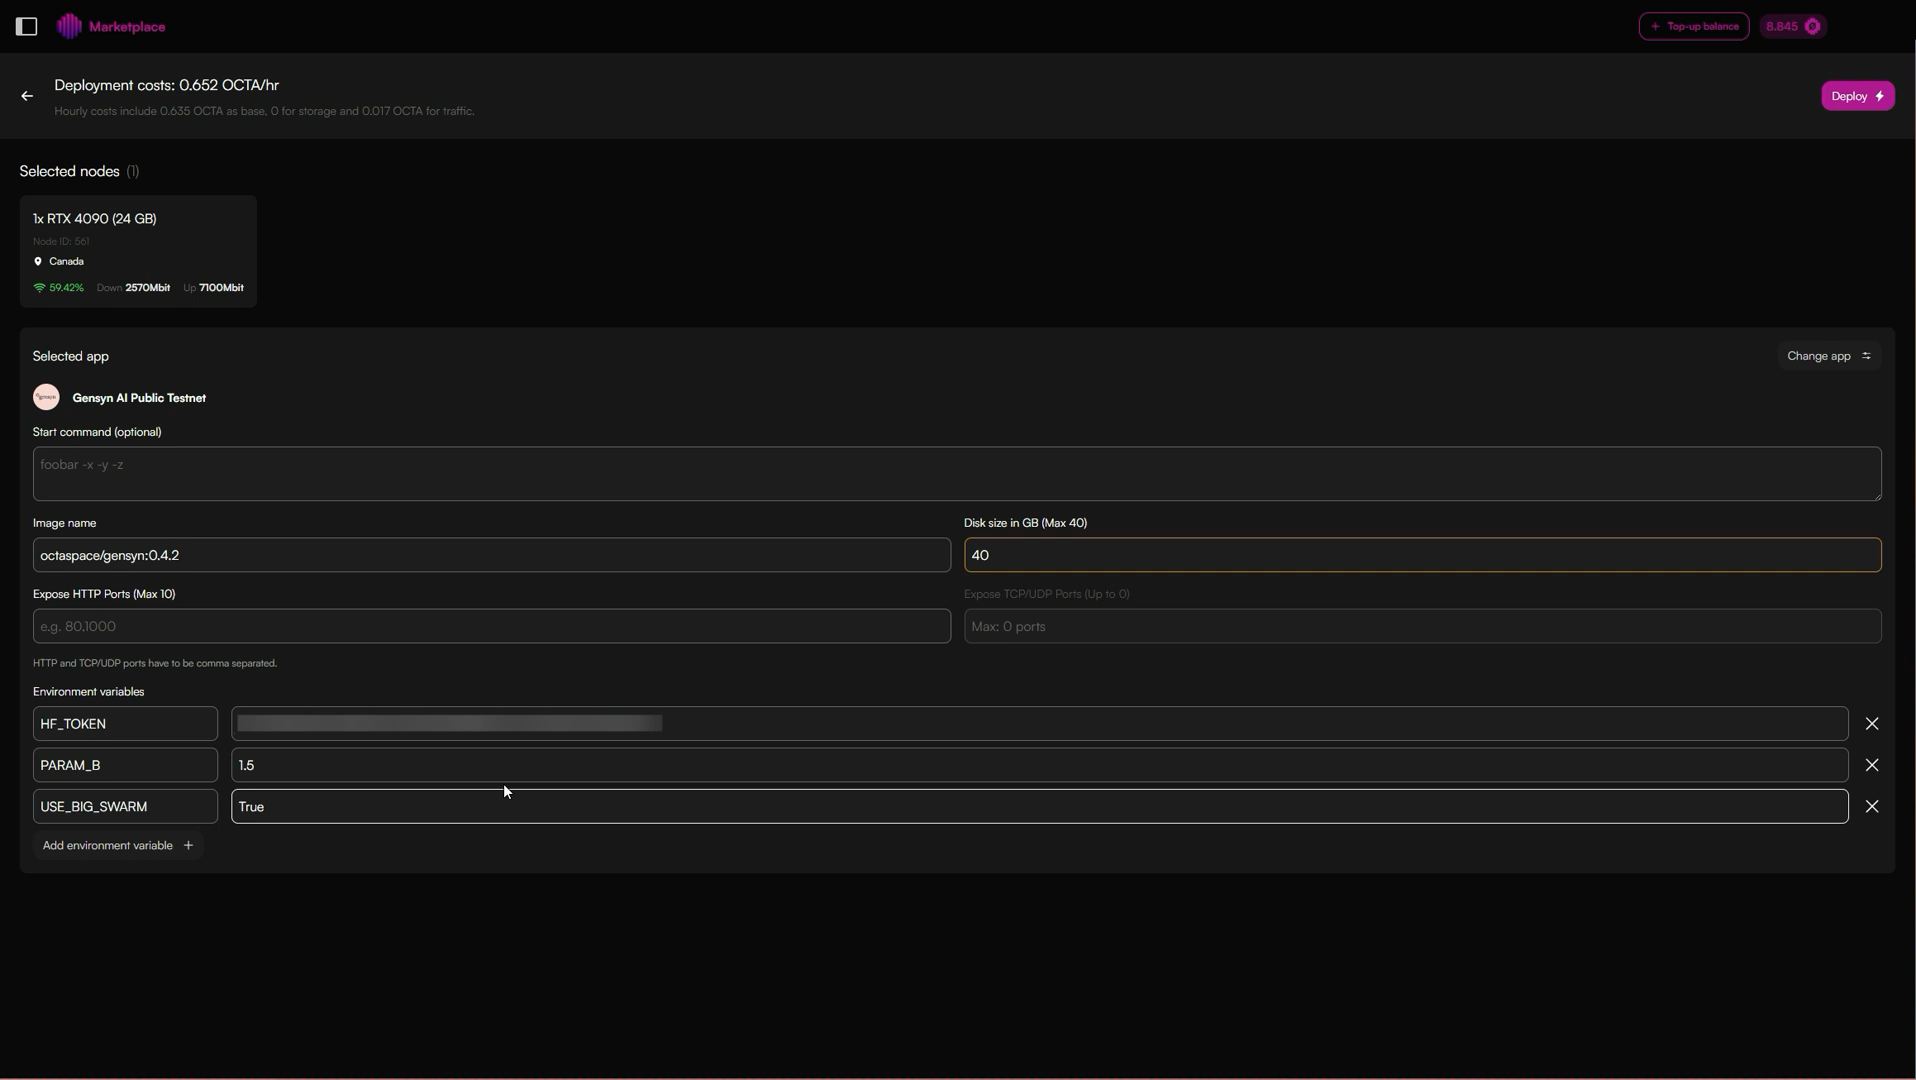 Marketplace
+ Top-up balance
8.845
Deployment costs: 0.652 OCTA/hr
Hourly costs include 0.635 OCTA as base, 0 for storage and 0.017 OCTA for traffic.
Deploy
Selected nodes (1)
1x RTX 4090 (24 GB)
Node ID: 561
Canada
59.42% Down 2570Mbit Up 7100Mbit
Selected app
Change app
Gensyn AI Public Testnet
Start command (optional)
foobar -x -y -z
Image name
Disk size in GB (Max 40)
octaspace/gensyn:0.4.2
40
Expose HTTP Ports (Max 10)
Expose TCP/UDP Ports (Up to 0)
e.g. 80,1000
Max: 0 ports
HTTP and TCP/UDP ports have to be comma separated.
Environment variables
HF_TOKEN
PARAM_B
1.5
USE_BIG_SWARM
True
Add environment variable +